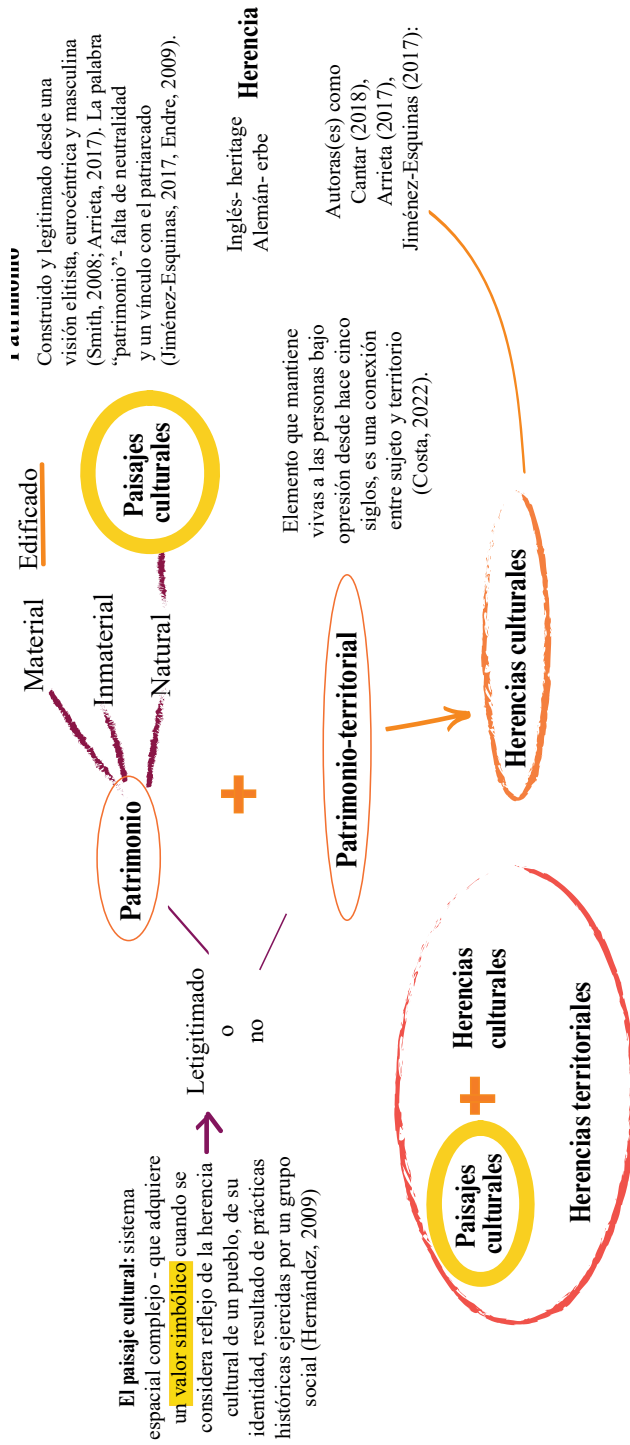 El paisaje cultural: sistema
espacial complejo - que adquiere
un valor simbólico cuando se
considera reflejo de la herencia
cultural de un pueblo, de su
identidad, resultado de prácticas
históricas ejercidas por un grupo
social (Hernández, 2009)
Letigitimado
o
no
Patrimonio
Material
Edificado
Inmaterial
Natural
Paisajes
culturales
Patrimonio
Construido y legitimado desde una
visión elitista, eurocéntrica y masculina
(Smith, 2008; Arrieta, 2017). La palabra
“patrimonio”- falta de neutralidad
y un vínculo con el patriarcado
(Jiménez-Esquinas, 2017, Endre, 2009).
Inglés- heritage
Alemán- erbe
Herencia
+
Patrimonio-territorial
Elemento que mantiene
vivas a las personas bajo
opresión desde hace cinco
siglos, es una conexión
entre sujeto y territorio
(Costa, 2022).
Autoras(es) como
Cantar (2018),
Arrieta (2017),
Jiménez-Esquinas (2017):
Herencias culturales
Paisajes
culturales
+
Herencias
culturales
Herencias territoriales